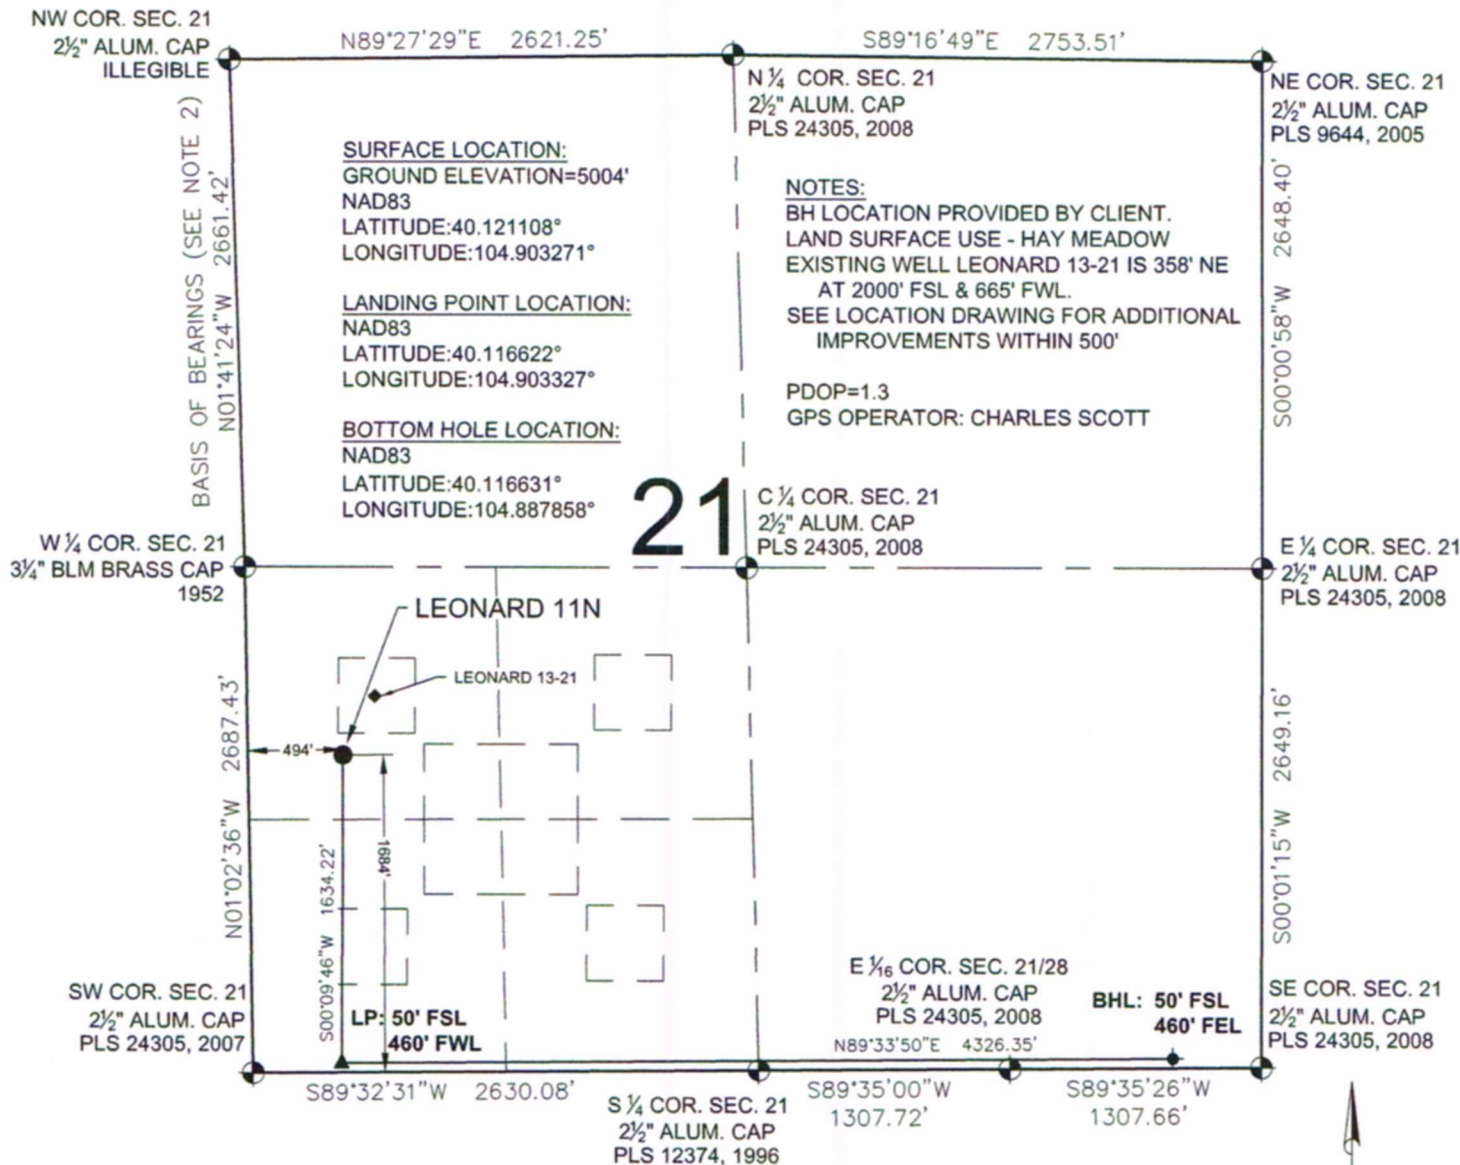 NW COR. SEC. 21
2½" ALUM. CAP
ILLEGIBLE
N89°27'29"E 2621.25'
S89°16'49"E 2753.51'
N ¼ COR. SEC. 21
2½" ALUM. CAP
PLS 24305, 2008
NE COR. SEC. 21
2½" ALUM. CAP
PLS 9644, 2005
BASIS OF BEARINGS (SEE NOTE 2)
N01°41'24"W 2661.42'
SURFACE LOCATION:
GROUND ELEVATION=5004'
NAD83
LATITUDE:40.121108°
LONGITUDE:104.903271°
LANDING POINT LOCATION:
NAD83
LATITUDE:40.116622°
LONGITUDE:104.903327°
BOTTOM HOLE LOCATION:
NAD83
LATITUDE:40.116631°
LONGITUDE:104.887858°
NOTES:
BH LOCATION PROVIDED BY CLIENT.
LAND SURFACE USE - HAY MEADOW
EXISTING WELL LEONARD 13-21 IS 358' NE
AT 2000' FSL & 665' FWL.
SEE LOCATION DRAWING FOR ADDITIONAL
IMPROVEMENTS WITHIN 500'
PDOP=1.3
GPS OPERATOR: CHARLES SCOTT
S00°00'58"W 2648.40'
21
C ¼ COR. SEC. 21
2½" ALUM. CAP
PLS 24305, 2008
W ¼ COR. SEC. 21
3¼" BLM BRASS CAP
1952
E ¼ COR. SEC. 21
2½" ALUM. CAP
PLS 24305, 2008
LEONARD 11N
LEONARD 13-21
494'
1684'
N01°02'36"W 2687.43'
S00°09'46"W 1634.22'
S00°01'15"W 2649.16'
SW COR. SEC. 21
2½" ALUM. CAP
PLS 24305, 2007
LP: 50' FSL
460' FWL
E 1⁄16 COR. SEC. 21/28
2½" ALUM. CAP
PLS 24305, 2008
N89°33'50"E 4326.35'
BHL: 50' FSL
460' FEL
SE COR. SEC. 21
2½" ALUM. CAP
PLS 24305, 2008
S89°32'31"W 2630.08'
S ¼ COR. SEC. 21
2½" ALUM. CAP
PLS 12374, 1996
S89°35'00"W
1307.72'
S89°35'26"W
1307.66'